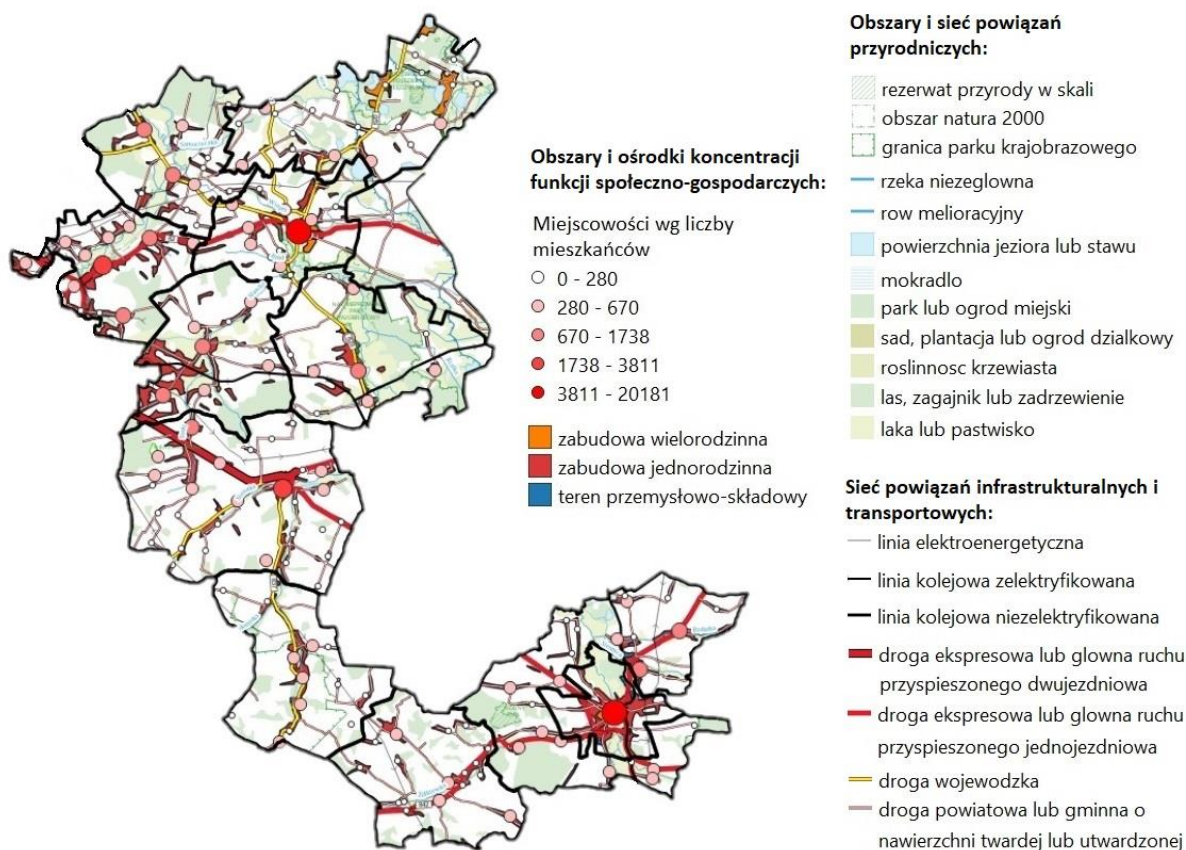 Obszary i ośrodki koncentracji
funkcji społeczno-gospodarczych:
Miejscowości wg liczby
mieszkańców
0 - 280
280 - 670
670 - 1738
1738 - 3811
3811 - 20181
zabudowa wielorodzinna
zabudowa jednorodzinna
teren przemysłowo-składowy
Obszary i sieć powiązań
przyrodniczych:
rezerwat przyrody w skali
obszar natura 2000
granica parku krajobrazowego
rzeka niezeglowna
row melioracyjny
powierzchnia jeziora lub stawu
mokradlo
park lub ogrod miejski
sad, plantacja lub ogrod dzialkowy
roslinnosc krzewiasta
las, zagajnik lub zadrzewienie
laka lub pastwisko
Sieć powiązań infrastrukturalnych i
transportowych:
linia elektroenergetyczna
linia kolejowa zelektryfikowana
linia kolejowa niezelektryfikowana
droga ekspresowa lub glowna ruchu
przyspieszonego dwujezdniowa
droga ekspresowa lub glowna ruchu
przyspieszonego jednojezdniowa
droga wojewodzka
droga powiatowa lub gminna o
nawierzchni twardej lub utwardzonej